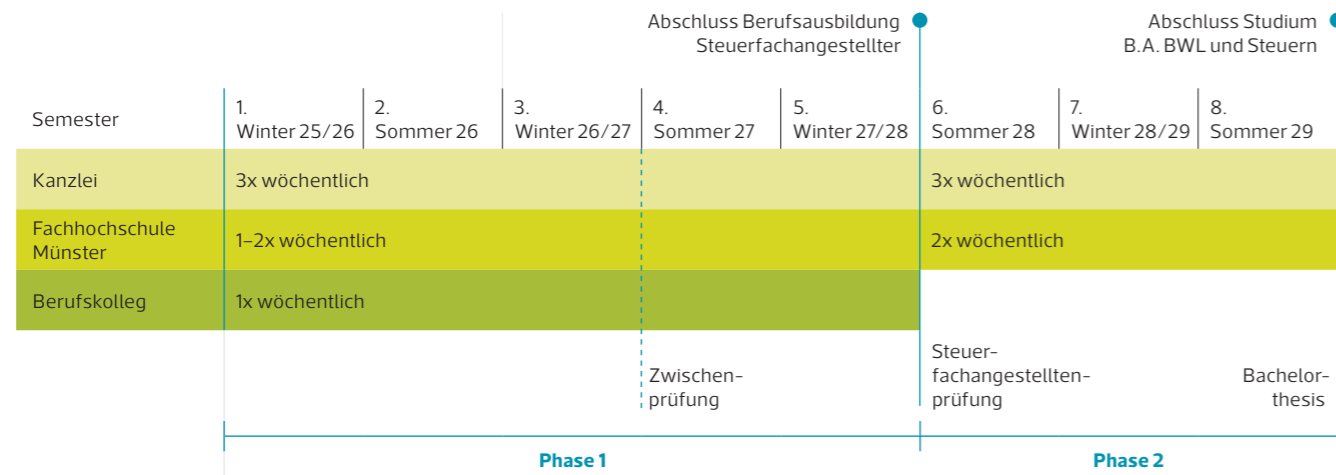 Abschluss Berufsausbildung
Steuerfachangestellter
Abschluss Studium
B.A. BWL und Steuern
Semester
1.
Winter 25/26
2.
Sommer 26
3.
Winter 26/27
4.
Sommer 27
5.
Winter 27/28
6.
Sommer 28
7.
Winter 28/29
8.
Sommer 29
Kanzlei
3x wöchentlich
3x wöchentlich
Fachhochschule
Münster
1–2x wöchentlich
2x wöchentlich
Berufskolleg
1x wöchentlich
Zwischen-
prüfung
Steuer-
fachangestellten-
prüfung
Bachelor-
thesis
Phase 1
Phase 2